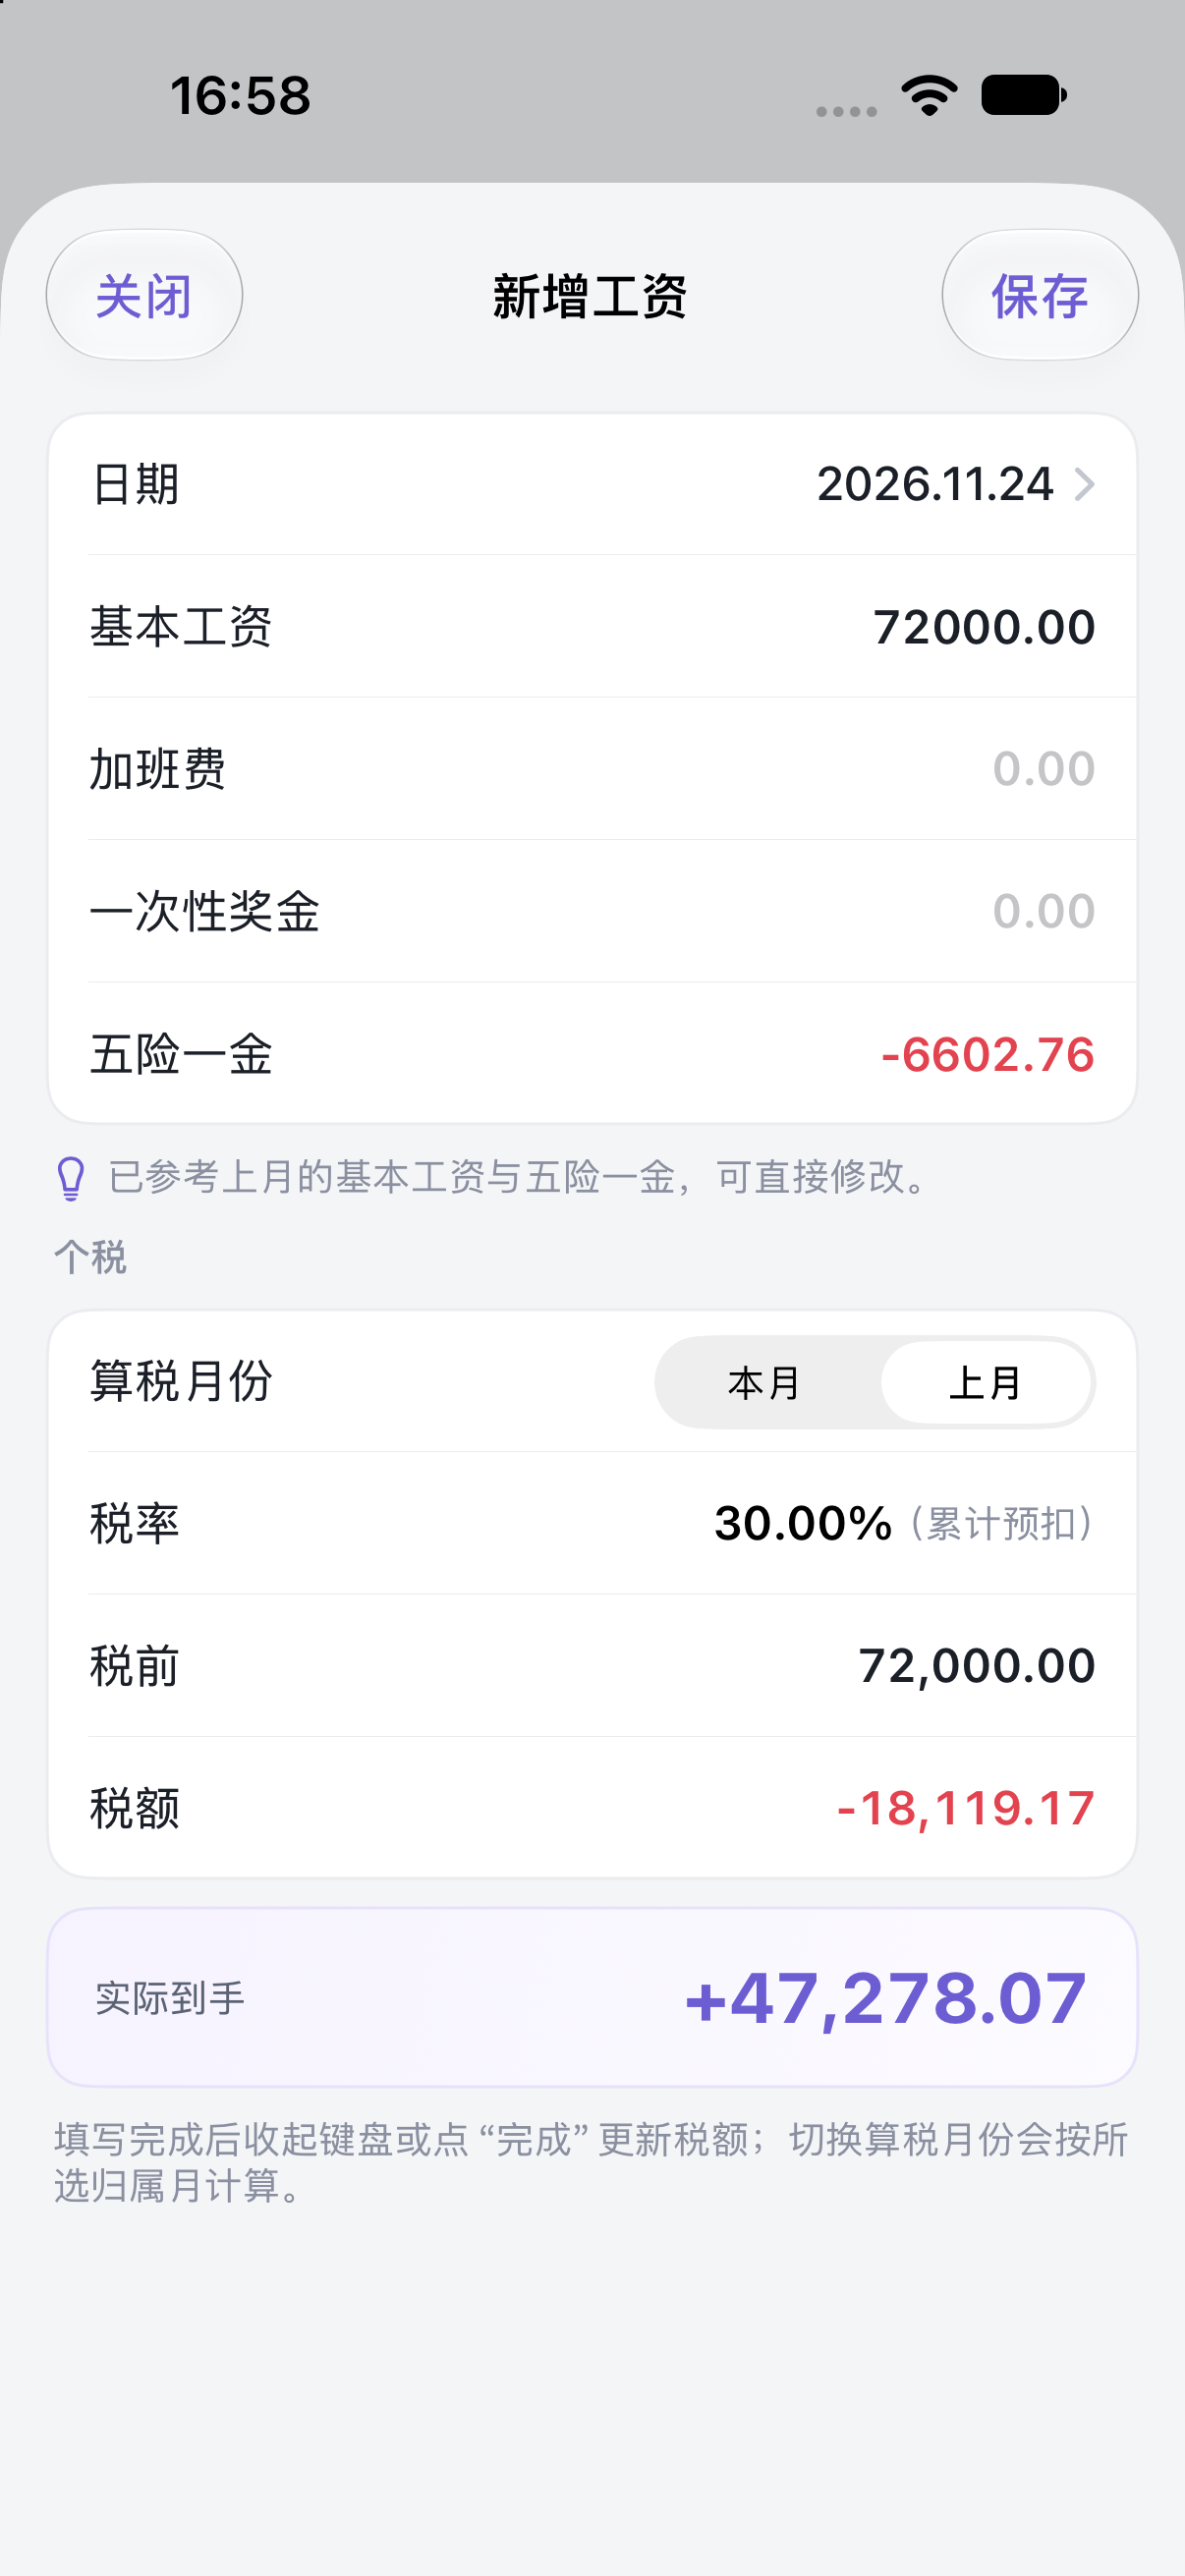 16:58
关闭
新增工资
保存
日期
2026.11.24
基本工资
72000.00
加班费
0.00
一次性奖金
0.00
五险一金
-6602.76
已参考上月的基本工资与五险一金，可直接修改。
个税
算税月份
本月
上月
税率
30.00%（累计预扣）
税前
72,000.00
税额
-18,119.17
实际到手
+47,278.07
填写完成后收起键盘或点 “完成” 更新税额；切换算税月份会按所
选归属月计算。